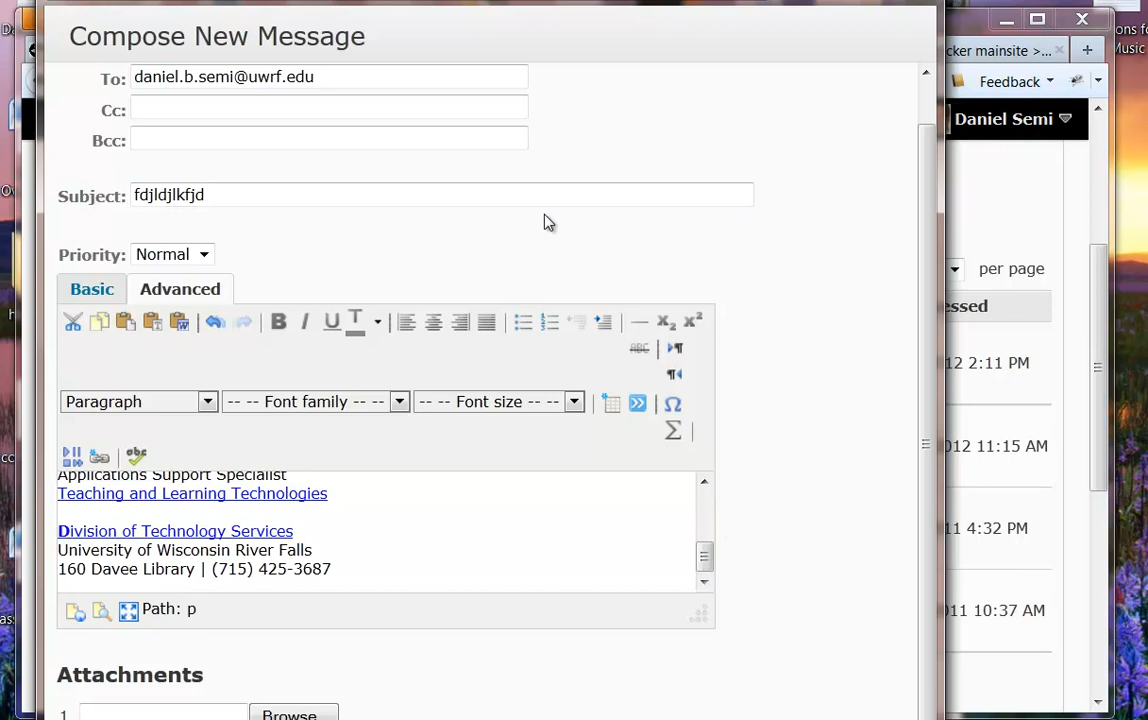 Compose New Message
cker mainsite >...
Feedback
Music
Daniel Semi
To: daniel.b.semi@uwrf.edu
Cc:
Bcc:
Subject: fdjldjlkfjd
Priority: Normal
per page
Basic Advanced
essed
ABC
12 2:11 PM
Paragraph -- -- Font family -- -- -- -- Font size -- --
012 11:15 AM
abc
Applications Support Specialist
Teaching and Learning Technologies
Division of Technology Services
011 4:32 PM
University of Wisconsin River Falls
160 Davee Library | (715) 425-3687
Path: p
011 10:37 AM
Attachments
1. Browse...